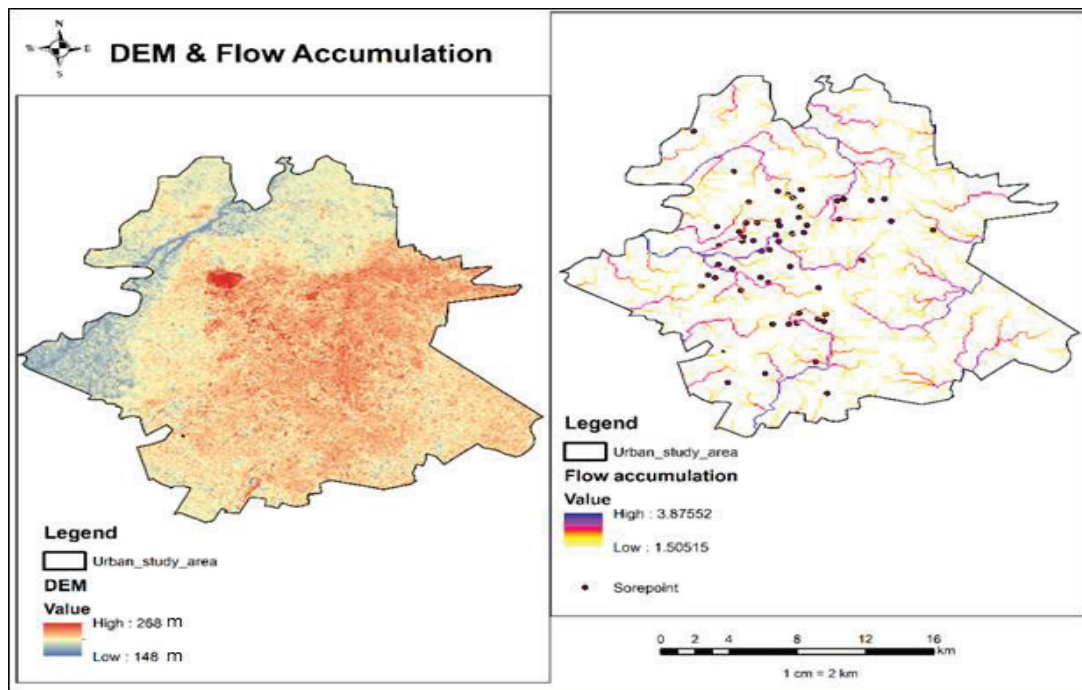 N
W E
S
DEM & Flow Accumulation
Legend
Urban_study_area
DEM
Value
High : 268 m
Low : 148 m
Legend
Urban_study_area
Flow accumulation
Value
High : 3.87552
Low : 1.50515
Sorepoint
0 2 4 8 12 16
km
1 cm = 2 km